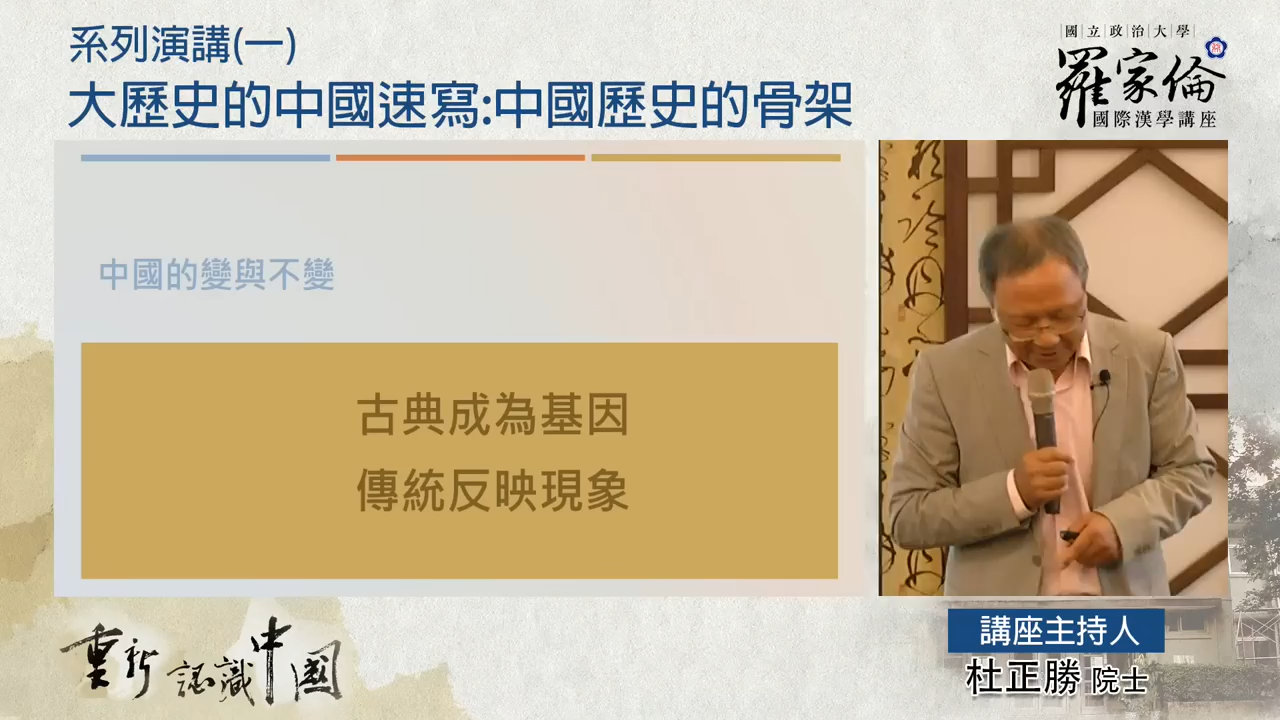 系列演講(一)
大歷史的中國速寫:中國歷史的骨架
國立政治大學
羅家倫
國際漢學講座
中國的變與不變
古典成為基因
傳統反映現象
重新認識中國
講座主持人
杜正勝 院士